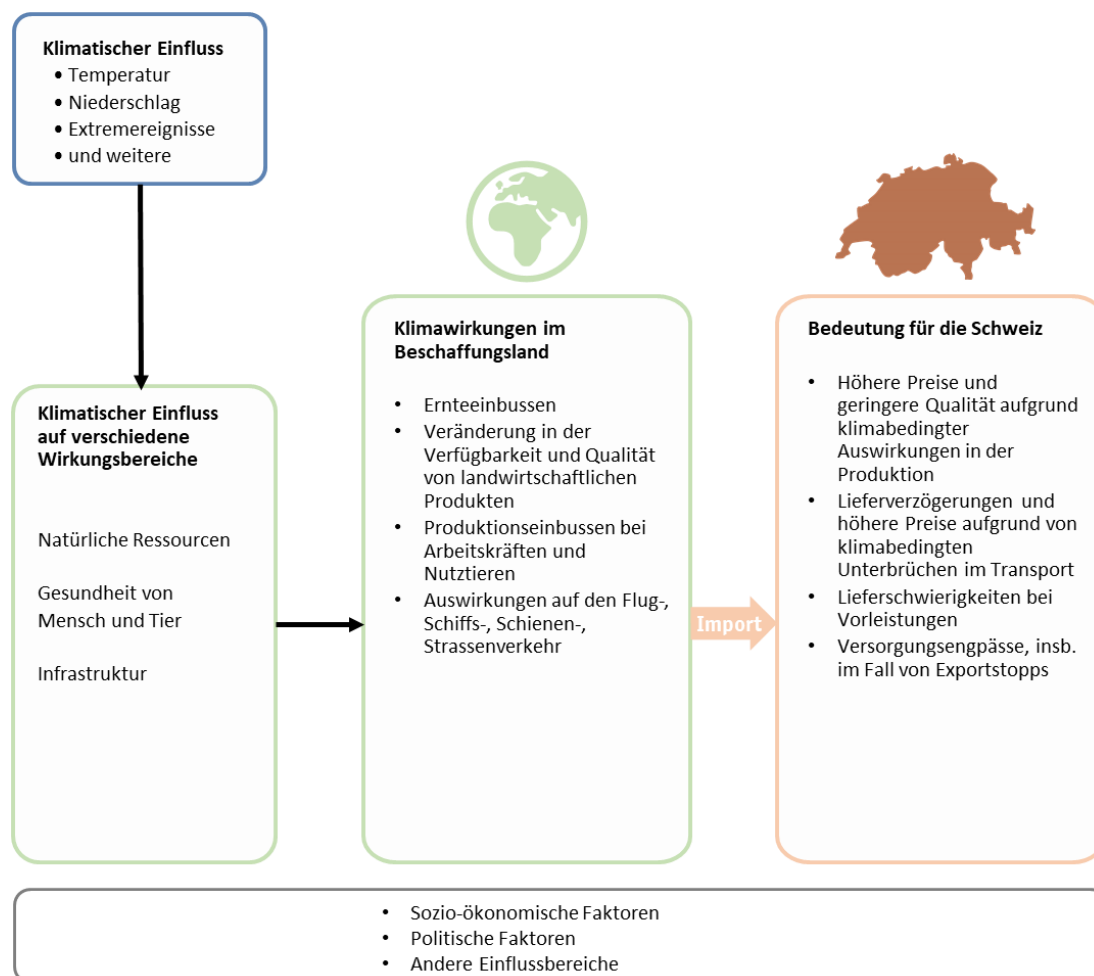 Klimatischer Einfluss
• Temperatur
• Niederschlag
• Extremereignisse
• und weitere
Klimatischer Einfluss
auf verschiedene
Wirkungsbereiche
Natürliche Ressourcen
Gesundheit von
Mensch und Tier
Infrastruktur
Klimawirkungen im
Beschaffungsland
• Ernteeinbussen
• Veränderung in der
Verfügbarkeit und Qualität
von landwirtschaftlichen
Produkten
• Produktionseinbussen bei
Arbeitskräften und
Nutztieren
• Auswirkungen auf den Flug-,
Schiffs-, Schienen-,
Strassenverkehr
Import
Bedeutung für die Schweiz
• Höhere Preise und
geringere Qualität aufgrund
klimabedingter
Auswirkungen in der
Produktion
• Lieferverzögerungen und
höhere Preise aufgrund von
klimabedingten
Unterbrüchen im Transport
• Lieferschwierigkeiten bei
Vorleistungen
• Versorgungsengpässe, insb.
im Fall von Exportstopps
• Sozio-ökonomische Faktoren
• Politische Faktoren
• Andere Einflussbereiche